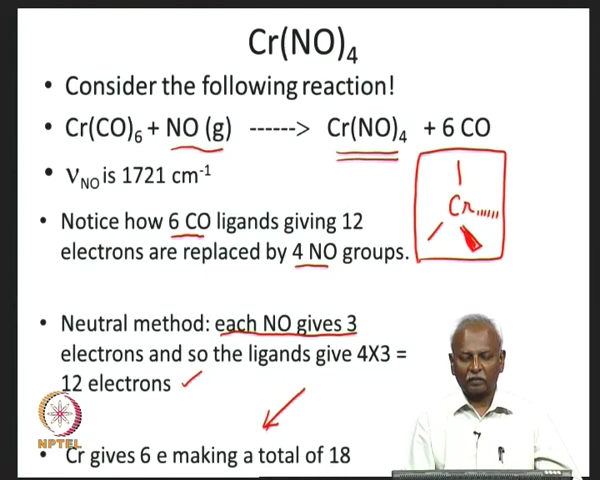 Cr(NO)₄
• Consider the following reaction!
• Cr(CO)₆ + NO (g) ------> Cr(NO)₄ + 6 CO
• νNO is 1721 cm⁻¹
Cr
• Notice how 6 CO ligands giving 12
electrons are replaced by 4 NO groups.
• Neutral method: each NO gives 3
electrons and so the ligands give 4X3 =
12 electrons
NPTEL
• Cr gives 6 e making a total of 18